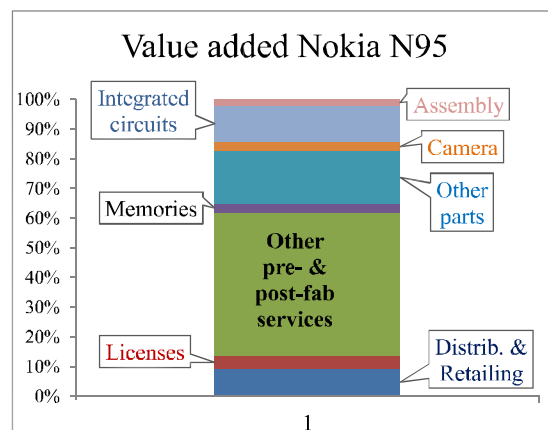 Value added Nokia N95
100%
90%
80%
70%
60%
50%
40%
30%
20%
10%
0%
Integrated
circuits
Assembly
Camera
Other
parts
Memories
Other
pre- &
post-fab
services
Licenses
Distrib. &
Retailing
1